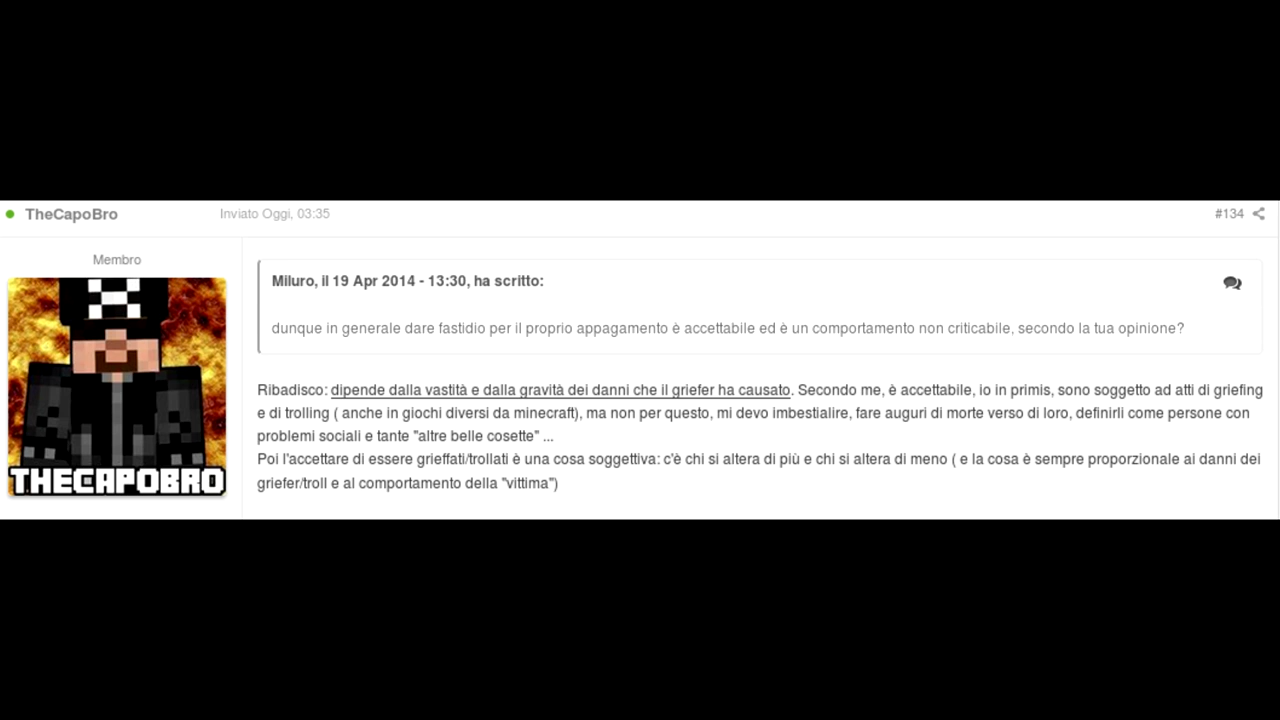 TheCapoBro
Inviato Oggi, 03:35
#134
Membro
THECAPOBRO
Miluro, il 19 Apr 2014 - 13:30, ha scritto:
dunque in generale dare fastidio per il proprio appagamento è accettabile ed è un comportamento non criticabile, secondo la tua opinione?
Ribadisco: dipende dalla vastità e dalla gravità dei danni che il griefer ha causato. Secondo me, è accettabile, io in primis, sono soggetto ad atti di griefing
e di trolling ( anche in giochi diversi da minecraft), ma non per questo, mi devo imbestialire, fare auguri di morte verso di loro, definirli come persone con
problemi sociali e tante "altre belle cosette" ...
Poi l'accettare di essere grieffati/trollati è una cosa soggettiva: c'è chi si altera di più e chi si altera di meno ( e la cosa è sempre proporzionale ai danni dei
griefer/troll e al comportamento della "vittima")